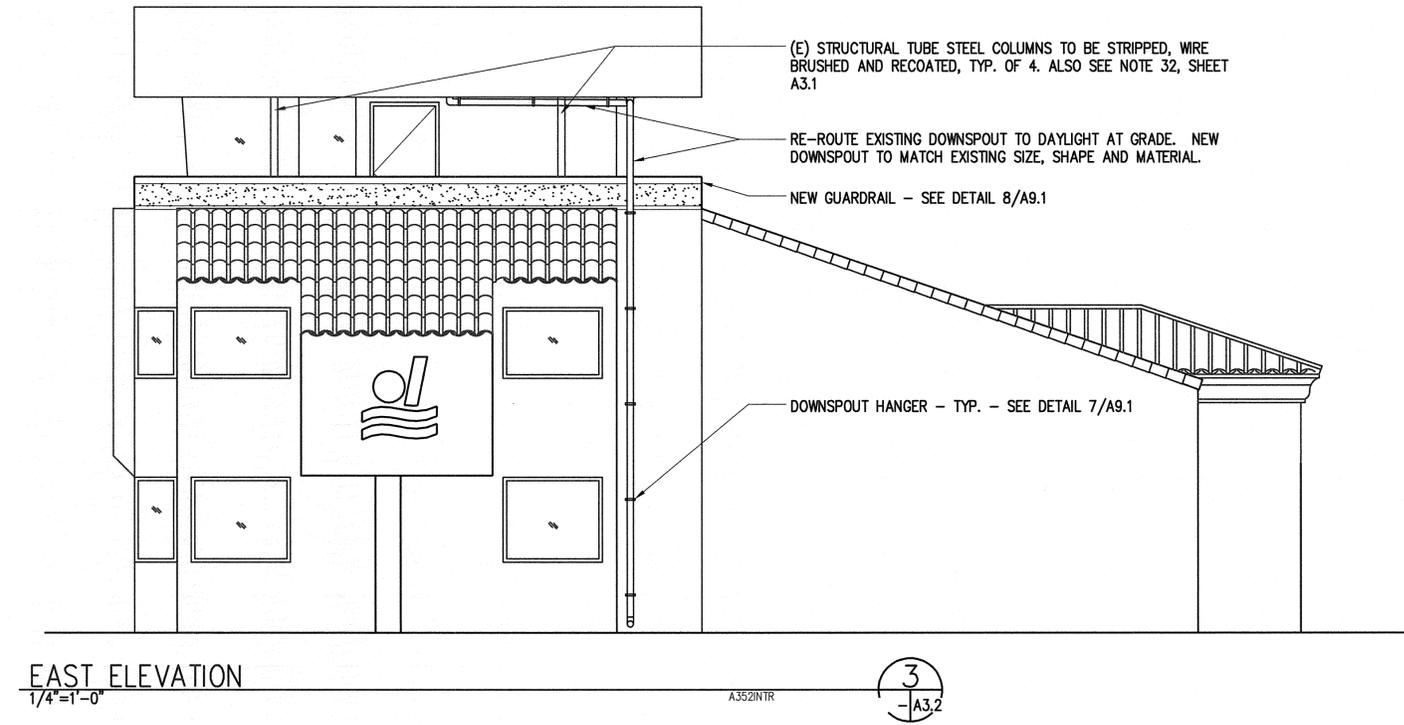 (E) STRUCTURAL TUBE STEEL COLUMNS TO BE STRIPPED, WIRE
BRUSHED AND RECOATED, TYP. OF 4. ALSO SEE NOTE 32, SHEET
A3.1
RE-ROUTE EXISTING DOWNSPOUT TO DAYLIGHT AT GRADE. NEW
DOWNSPOUT TO MATCH EXISTING SIZE, SHAPE AND MATERIAL.
NEW GUARDRAIL - SEE DETAIL 8/A9.1
DOWNSPOUT HANGER - TYP. - SEE DETAIL 7/A9.1
EAST ELEVATION
1/4"=1'-0"
A352INTR
3
- A3.2